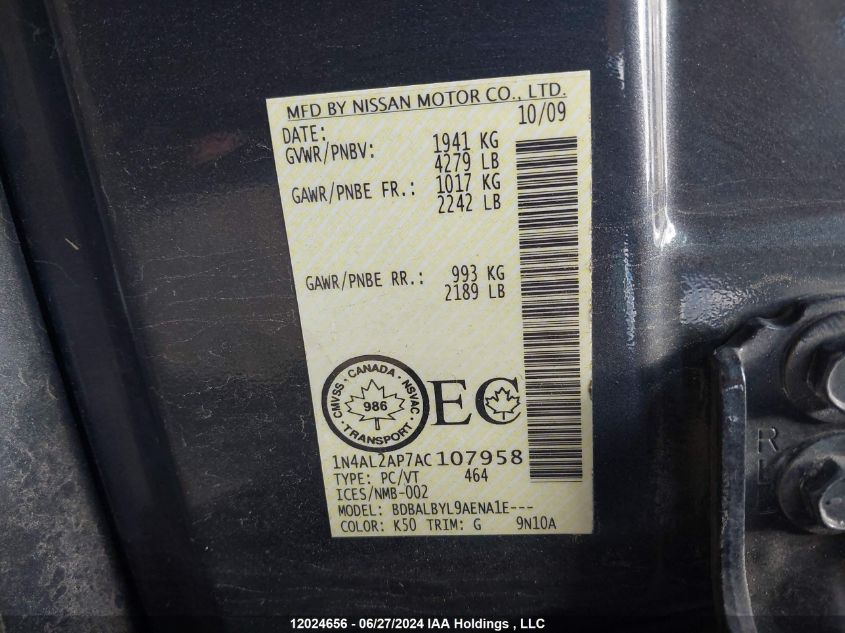 MFD BY NISSAN MOTOR CO., LTD.
DATE: 10/09
GVWR/PNBV: 1941 KG
4279 LB
GAWR/PNBE FR.: 1017 KG
2242 LB
GAWR/PNBE RR.: 993 KG
2189 LB
CMVSS · CANADA · NSVAC
986
· TRANSPORT ·
EC
1N4AL2AP7AC107958
TYPE: PC/VT 464
ICES/NMB-002
MODEL: BDBALBYL9AENA1E---
COLOR: K50 TRIM: G 9N10A
12024656 - 06/27/2024 IAA Holdings , LLC